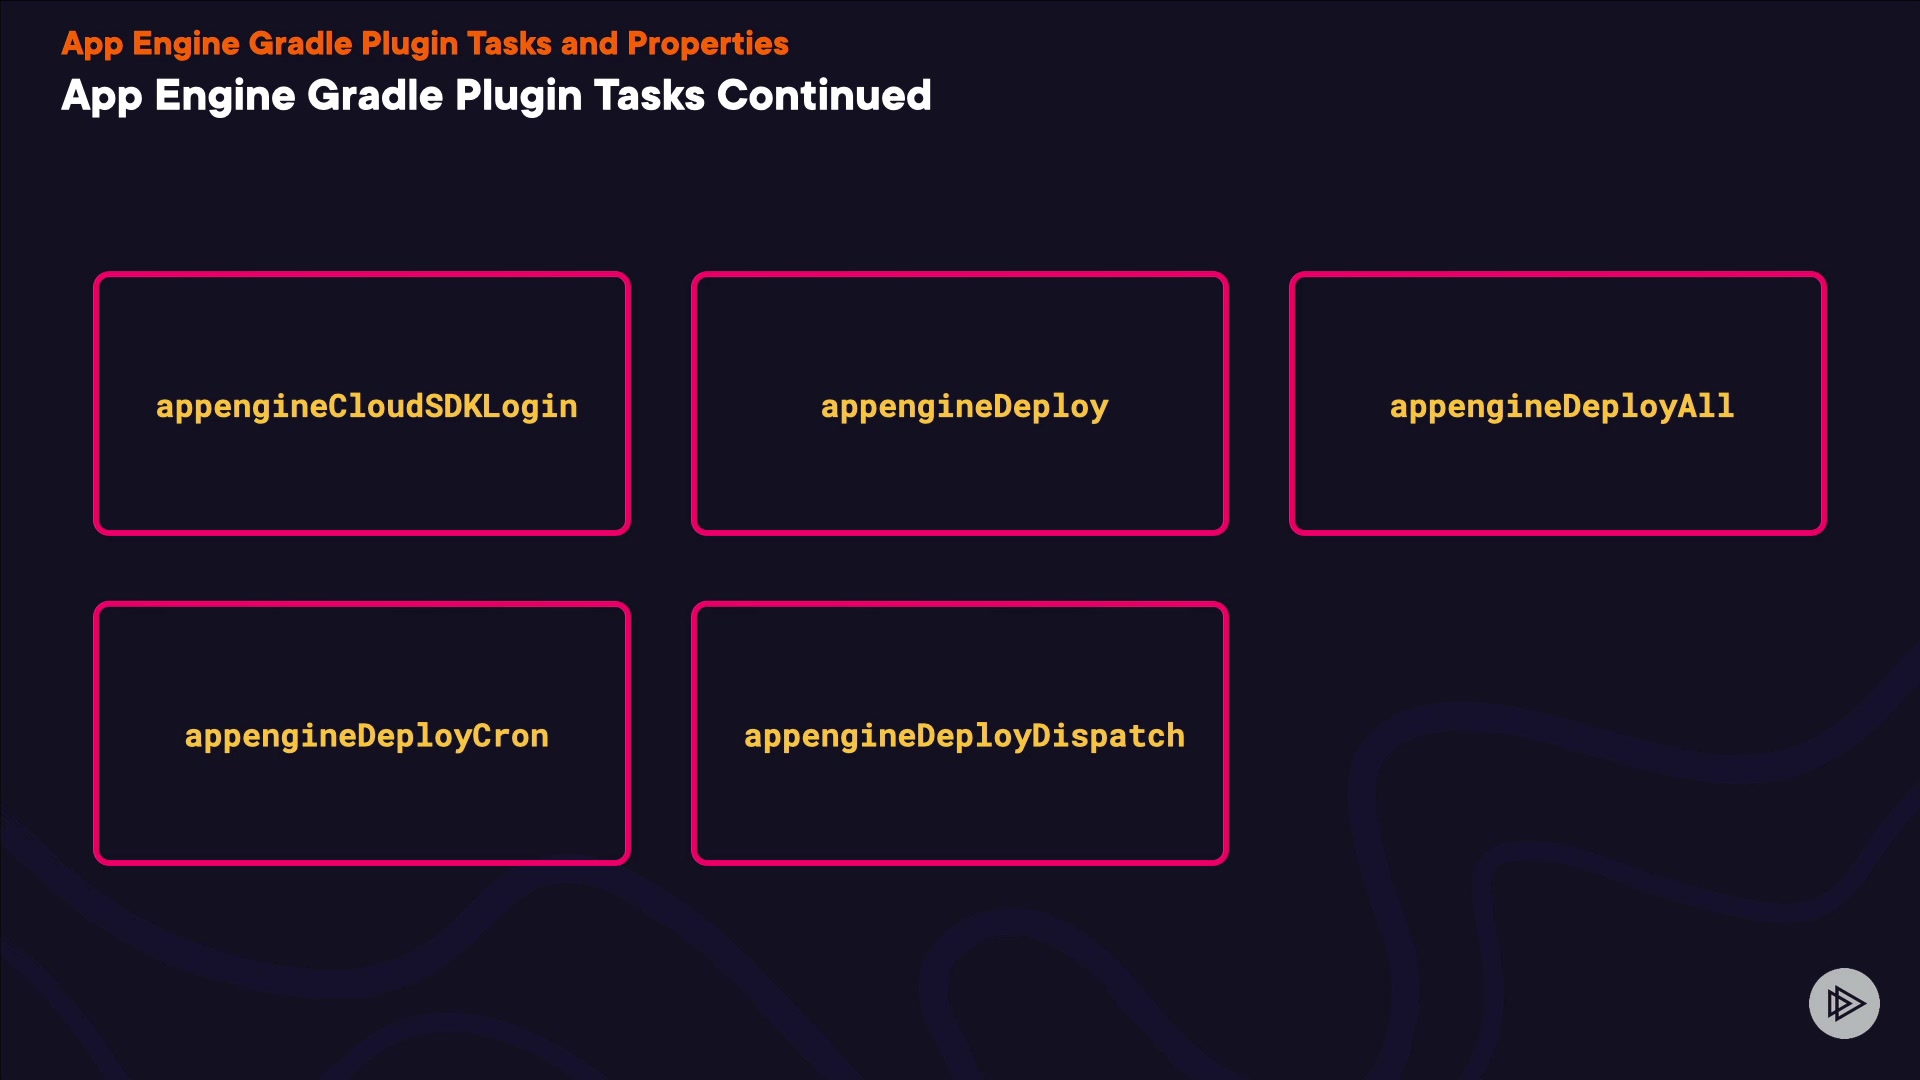 App Engine Gradle Plugin Tasks and Properties
App Engine Gradle Plugin Tasks Continued
appengineCloudSDKLogin
appengineDeploy
appengineDeployAll
appengineDeployCron
appengineDeployDispatch